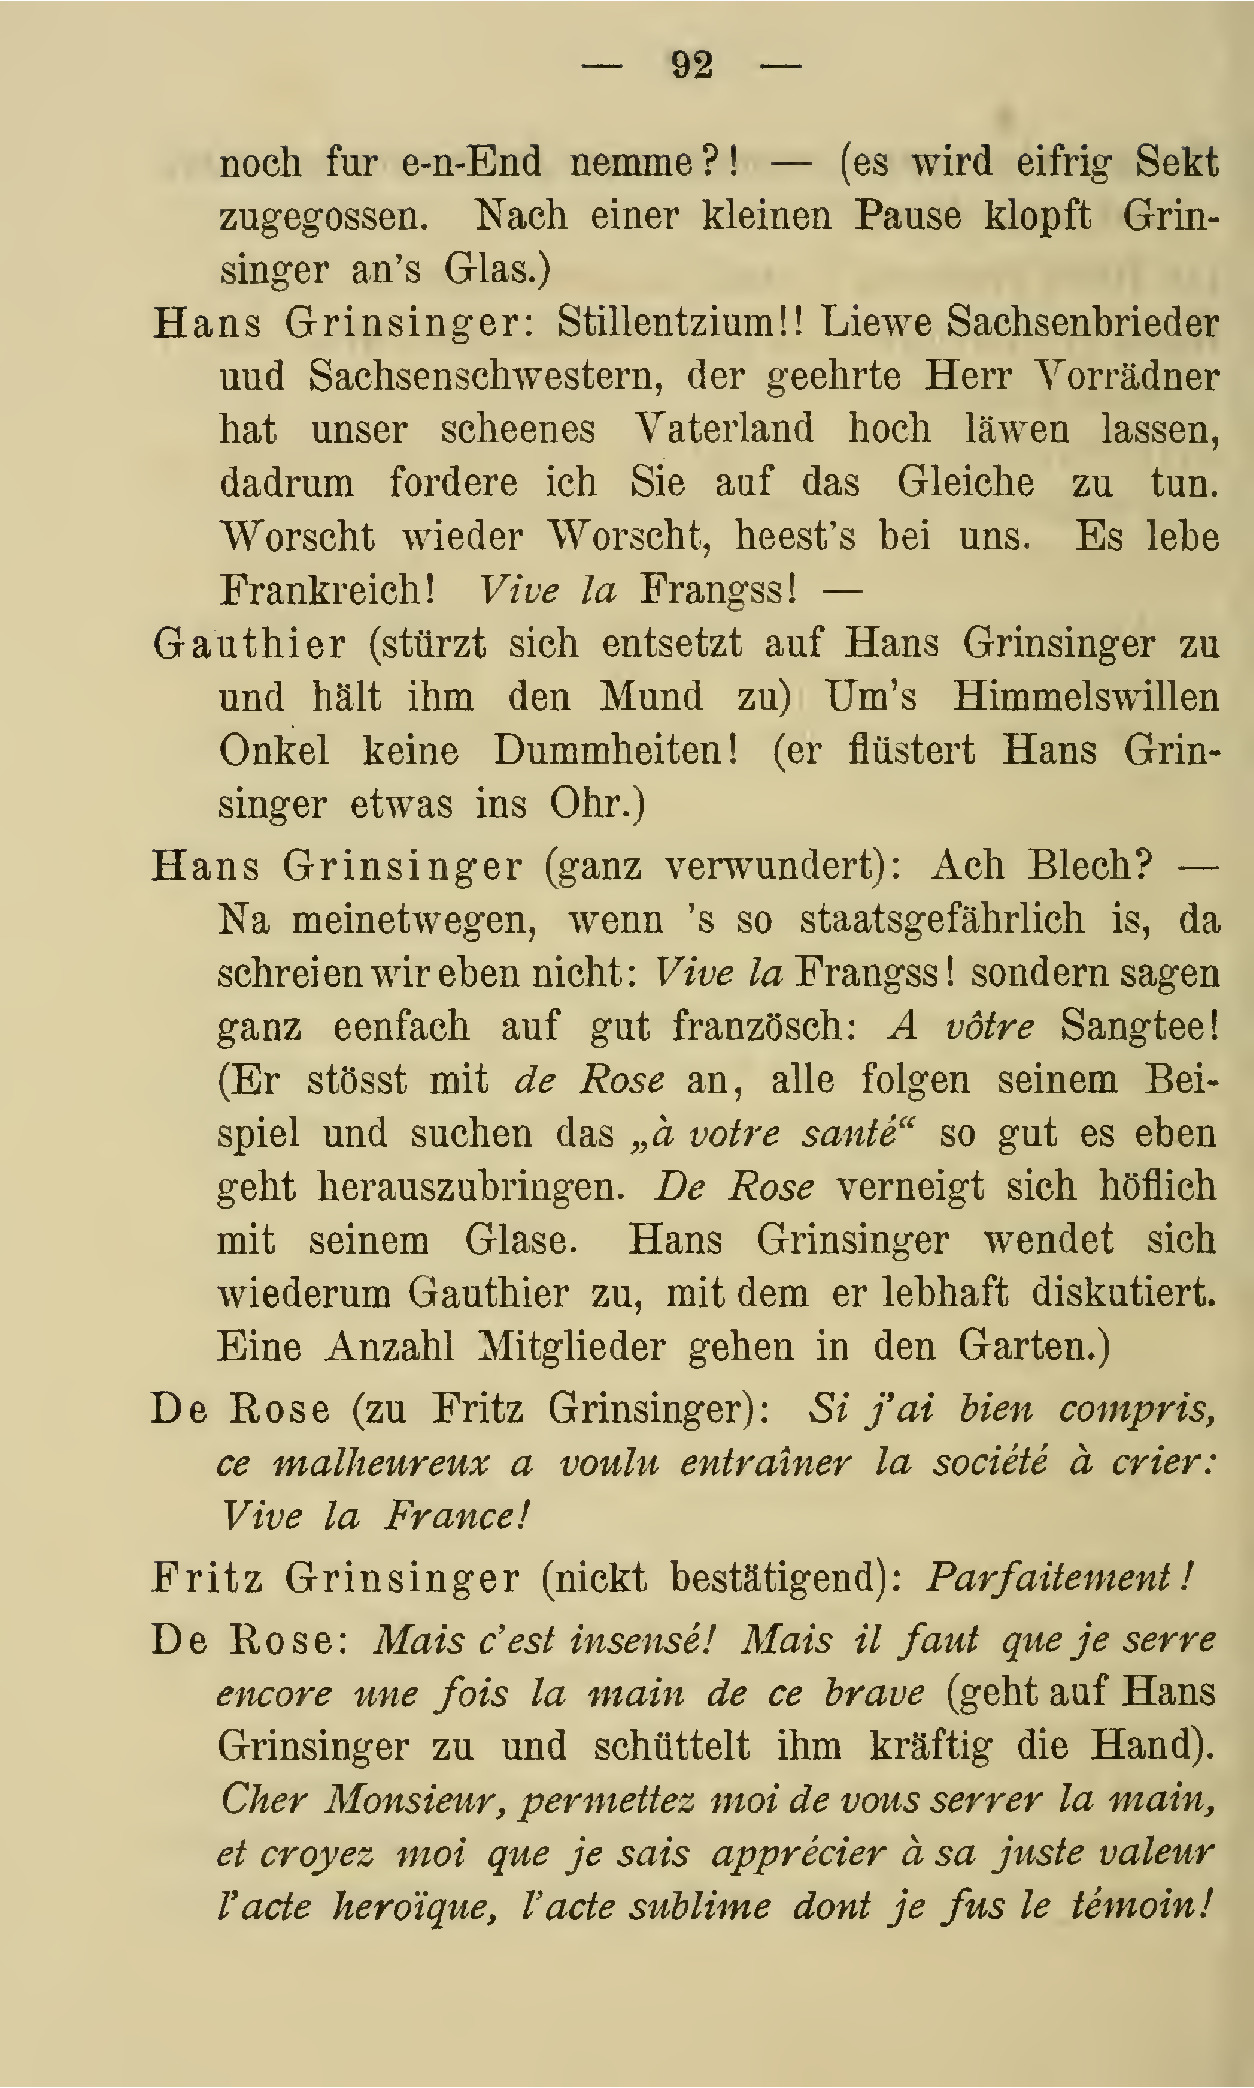 — 92 —
noch fur e-n-End nemme?! — (es wird eifrig Sekt
zugegossen. Nach einer kleinen Pause klopft Grin-
singer an's Glas.)
Hans Grinsinger: Stillentzium!! Liewe Sachsenbrieder
uud Sachsenschwestern, der geehrte Herr Vorrädner
hat unser scheenes Vaterland hoch läwen lassen,
dadrum fordere ich Sie auf das Gleiche zu tun.
Worscht wieder Worscht, heest's bei uns. Es lebe
Frankreich! Vive la Frangss! —
Gauthier (stürzt sich entsetzt auf Hans Grinsinger zu
und hält ihm den Mund zu) Um's Himmelswillen
Onkel keine Dummheiten! (er flüstert Hans Grin-
singer etwas ins Ohr.)
Hans Grinsinger (ganz verwundert): Ach Blech? —
Na meinetwegen, wenn 's so staatsgefährlich is, da
schreien wir eben nicht: Vive la Frangss! sondern sagen
ganz eenfach auf gut französch: A vôtre Sangtee!
(Er stösst mit de Rose an, alle folgen seinem Bei-
spiel und suchen das „à votre santé“ so gut es eben
geht herauszubringen. De Rose verneigt sich höflich
mit seinem Glase. Hans Grinsinger wendet sich
wiederum Gauthier zu, mit dem er lebhaft diskutiert.
Eine Anzahl Mitglieder gehen in den Garten.)
De Rose (zu Fritz Grinsinger): Si j'ai bien compris,
ce malheureux a voulu entraîner la société à crier:
Vive la France!
Fritz Grinsinger (nickt bestätigend): Parfaitement!
De Rose: Mais c'est insensé! Mais il faut que je serre
encore une fois la main de ce brave (geht auf Hans
Grinsinger zu und schüttelt ihm kräftig die Hand).
Cher Monsieur, permettez moi de vous serrer la main,
et croyez moi que je sais apprécier à sa juste valeur
l'acte heroïque, l'acte sublime dont je fus le témoin!